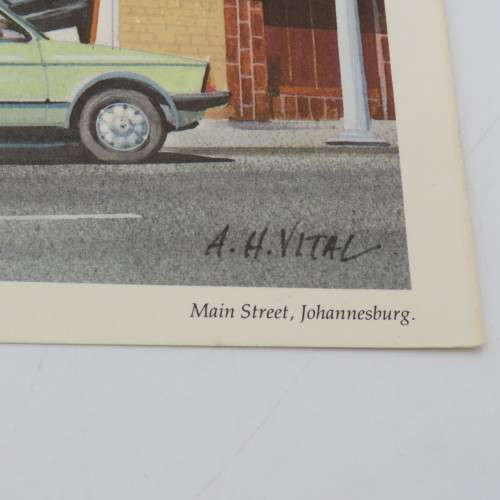 A.H.VITAL
Main Street, Johannesburg.